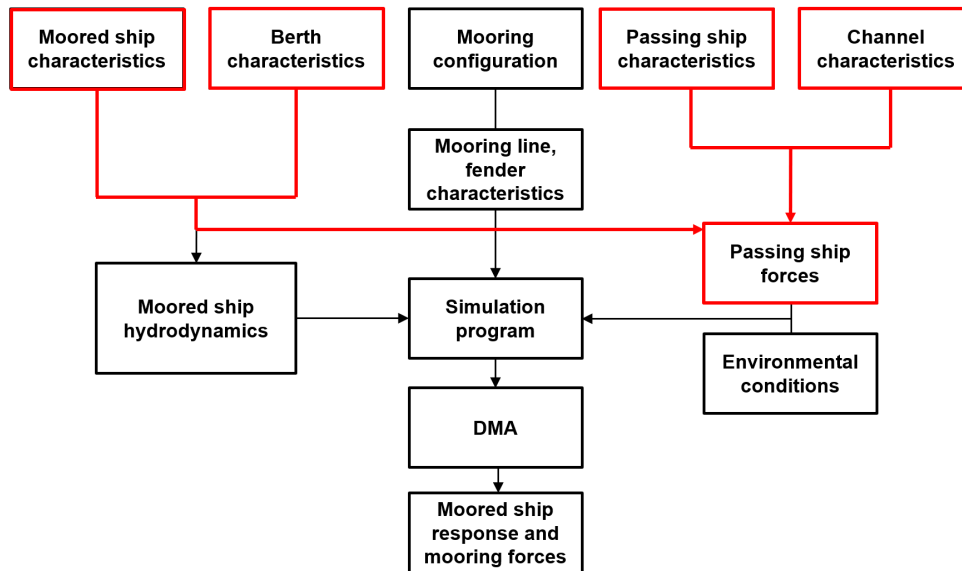 Moored ship
characteristics
Berth
characteristics
Mooring
configuration
Passing ship
characteristics
Channel
characteristics
Mooring line,
fender
characteristics
Passing ship
forces
Moored ship
hydrodynamics
Simulation
program
Environmental
conditions
DMA
Moored ship
response and
mooring forces